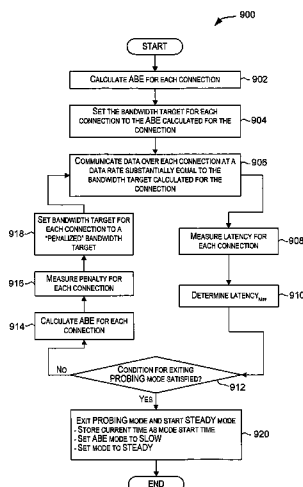 900
START
CALCULATE ABE FOR EACH CONNECTION
902
SET THE BANDWIDTH TARGET FOR EACH
CONNECTION TO THE ABE CALCULATED FOR THE
CONNECTION
904
COMMUNICATE DATA OVER EACH CONNECTION AT A
DATA RATE SUBSTANTIALLY EQUAL TO THE
BANDWIDTH TARGET CALCULATED FOR THE
CONNECTION
906
SET BANDWIDTH TARGET FOR
EACH CONNECTION TO A
"PENALIZED" BANDWIDTH
TARGET
918
MEASURE LATENCY FOR
EACH CONNECTION
908
MEASURE PENALTY FOR
EACH CONNECTION
916
DETERMINE LATENCY
910
CALCULATE ABE FOR EACH
CONNECTION
914
NO
CONDITION FOR EXITING
PROBING MODE SATISFIED?
912
YES
EXIT PROBING MODE AND START STEADY MODE
- STORE CURRENT TIME AS MODE START TIME
- SET ABE MODE TO SLOW
- SET MODE TO STEADY
920
END